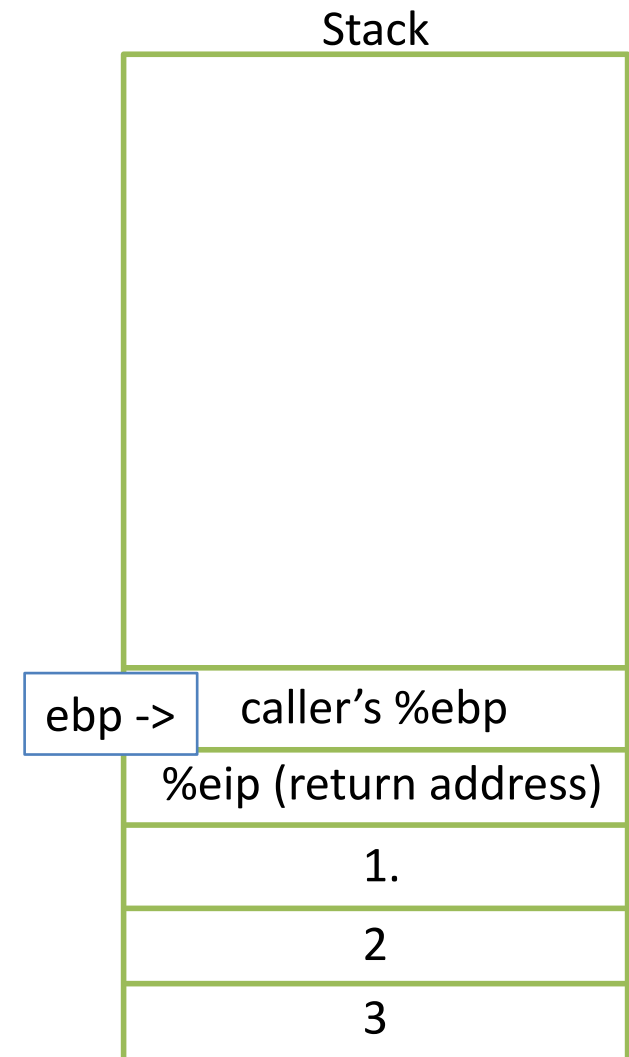 Stack
ebp ->
caller’s %ebp
%eip (return address)
1.
2
3